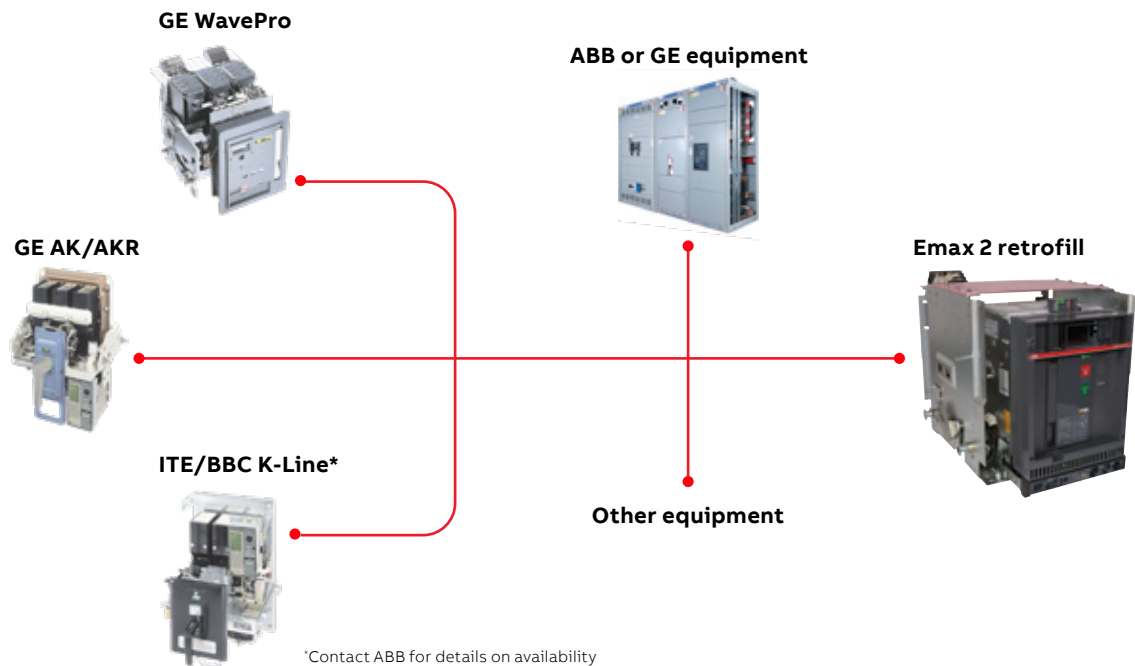 GE WavePro
ABB or GE equipment
GE AK/AKR
Emax 2 retrofill
ITE/BBC K-Line*
Other equipment
*Contact ABB for details on availability